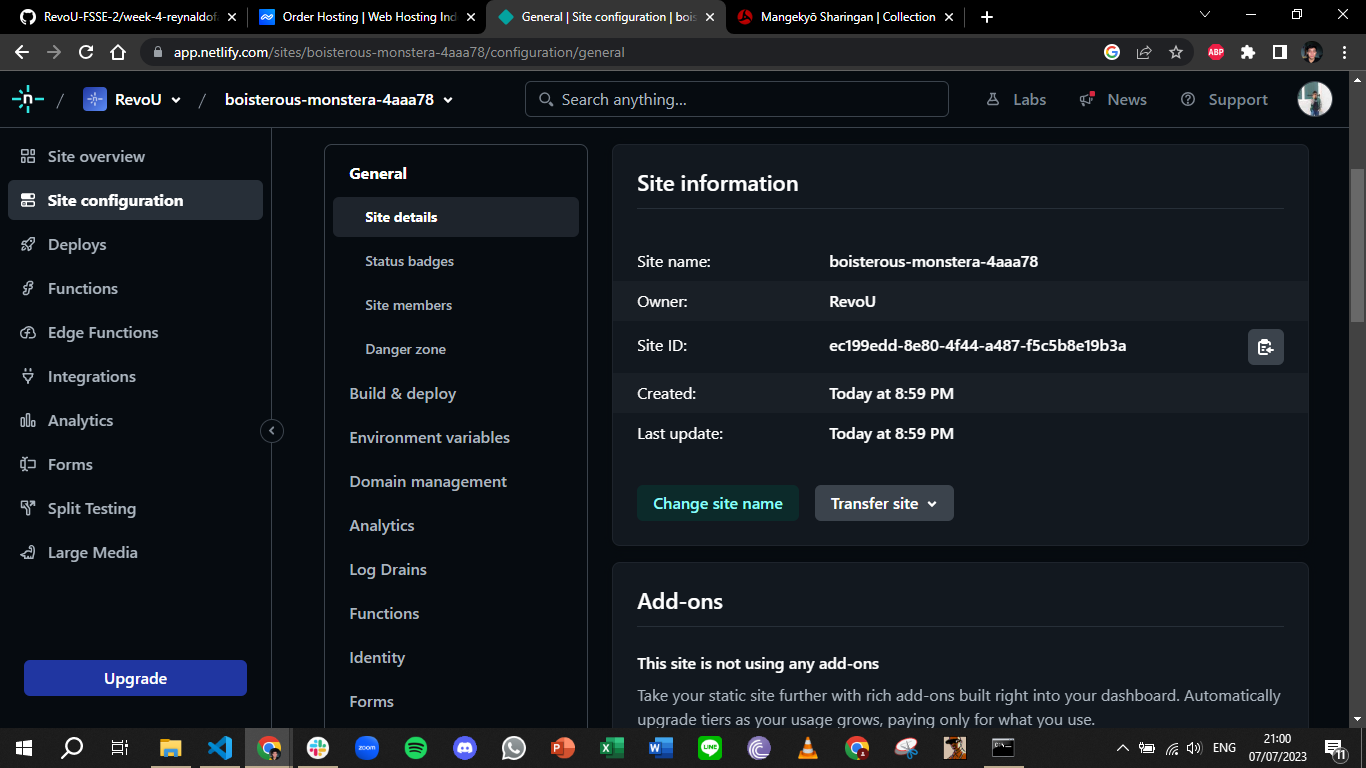 RevoU-FSSE-2/week-4-reynaldof
Order Hosting | Web Hosting Ind
General | Site configuration | bois
Mangekyō Sharingan | Collection
app.netlify.com/sites/boisterous-monstera-4aaa78/configuration/general
ABP
n / RevoU / boisterous-monstera-4aaa78
Search anything...
Labs
News
Support
Site overview
Site configuration
Deploys
Functions
Edge Functions
Integrations
Analytics
Forms
Split Testing
Large Media
Upgrade
General
Site details
Status badges
Site members
Danger zone
Build & deploy
Environment variables
Domain management
Analytics
Log Drains
Functions
Identity
Forms
Site information
Site name: boisterous-monstera-4aaa78
Owner: RevoU
Site ID: ec199edd-8e80-4f44-a487-f5c5b8e19b3a
Created: Today at 8:59 PM
Last update: Today at 8:59 PM
Change site name
Transfer site
Add-ons
This site is not using any add-ons
Take your static site further with rich add-ons built right into your dashboard. Automatically
upgrade tiers as your usage grows, paying only for what you use.
zoom
P
X
W
LINE
ENG
21:00
07/07/2023
11